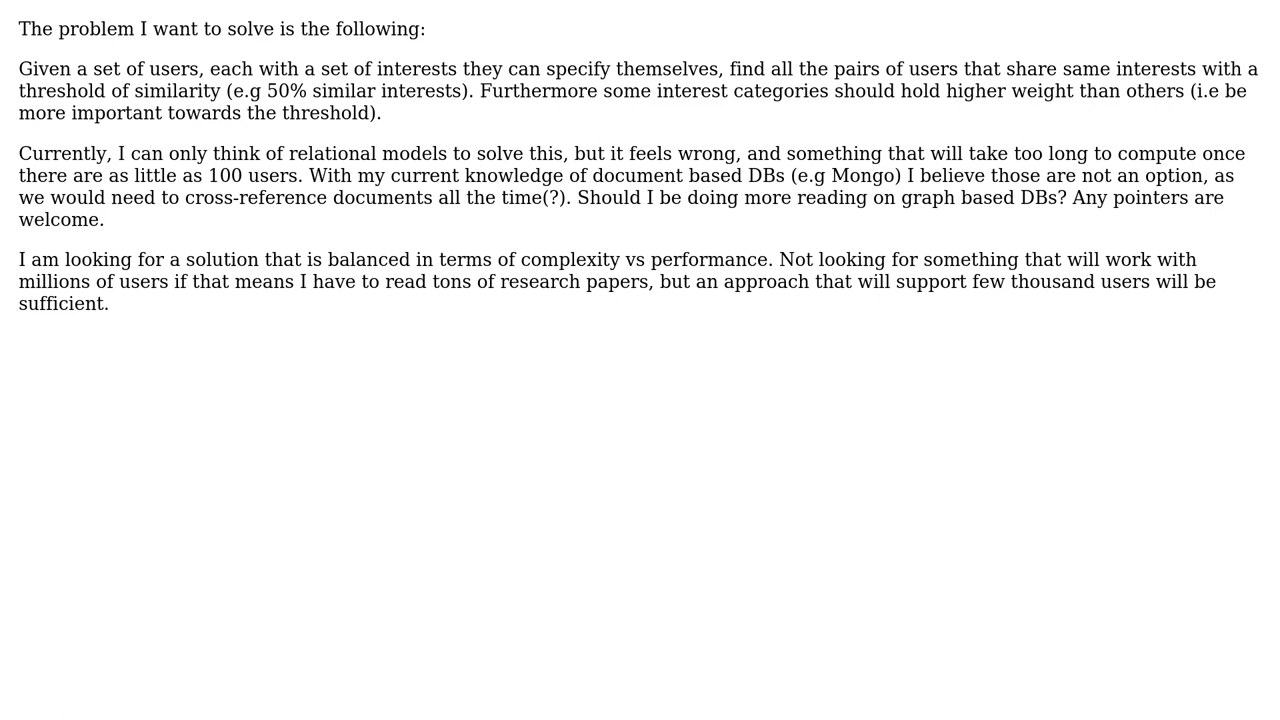 The problem I want to solve is the following:
Given a set of users, each with a set of interests they can specify themselves, find all the pairs of users that share same interests with a
threshold of similarity (e.g 50% similar interests). Furthermore some interest categories should hold higher weight than others (i.e be
more important towards the threshold).
Currently, I can only think of relational models to solve this, but it feels wrong, and something that will take too long to compute once
there are as little as 100 users. With my current knowledge of document based DBs (e.g Mongo) I believe those are not an option, as
we would need to cross-reference documents all the time(?). Should I be doing more reading on graph based DBs? Any pointers are
welcome.
I am looking for a solution that is balanced in terms of complexity vs performance. Not looking for something that will work with
millions of users if that means I have to read tons of research papers, but an approach that will support few thousand users will be
sufficient.